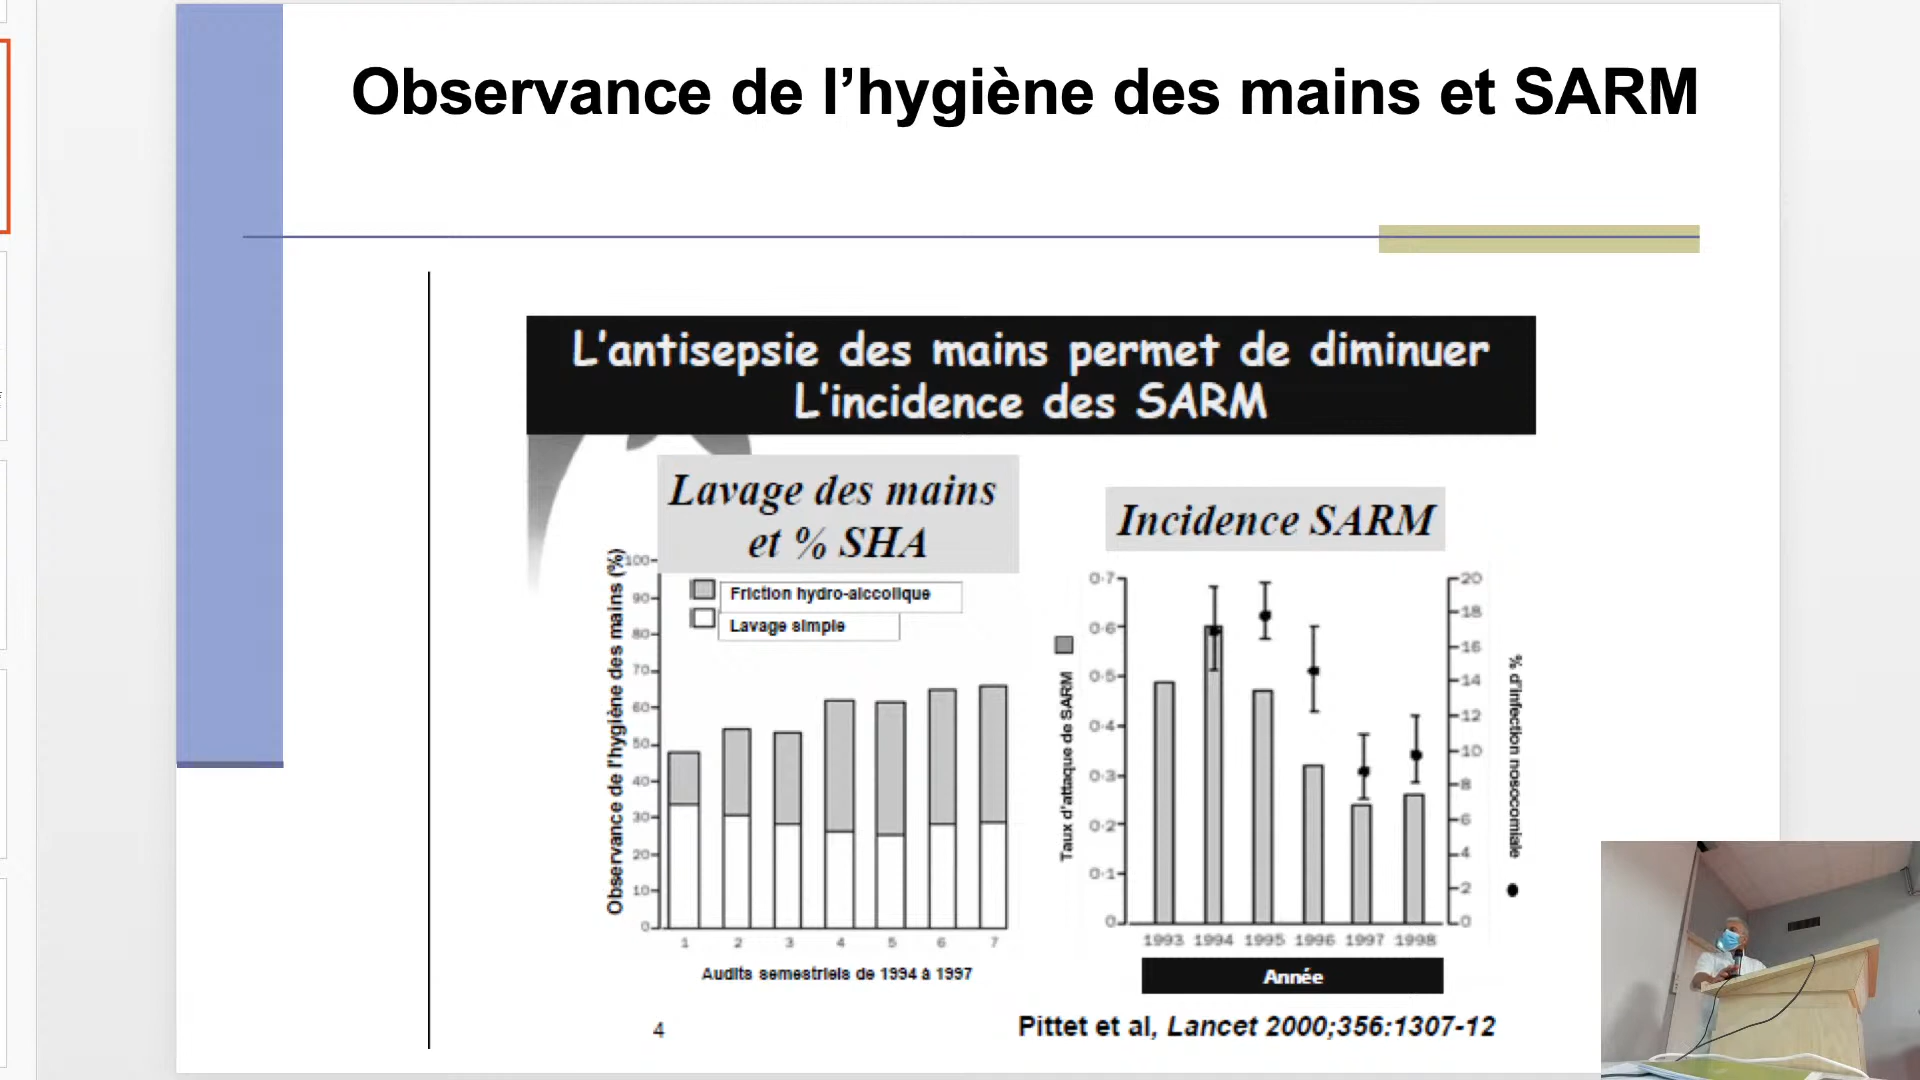 Observance de l’hygiène des mains et SARM
L'antisepsie des mains permet de diminuer
L'incidence des SARM
Lavage des mains
et % SHA
Observance de l'hygiène des mains (%)
100
90
80
70
60
50
40
30
20
10
0
Friction hydro-alccolique
Lavage simple
1 2 3 4 5 6 7
Audits semestriels de 1994 à 1997
Incidence SARM
Taux d'attaque de SARM
0·7
0·6
0·5
0·4
0·3
0·2
0·1
0
20
18
16
14
12
10
8
6
4
2
0
% d'infection nosocomiale
1993 1994 1995 1996 1997 1998
Année
4
Pittet et al, Lancet 2000;356:1307-12